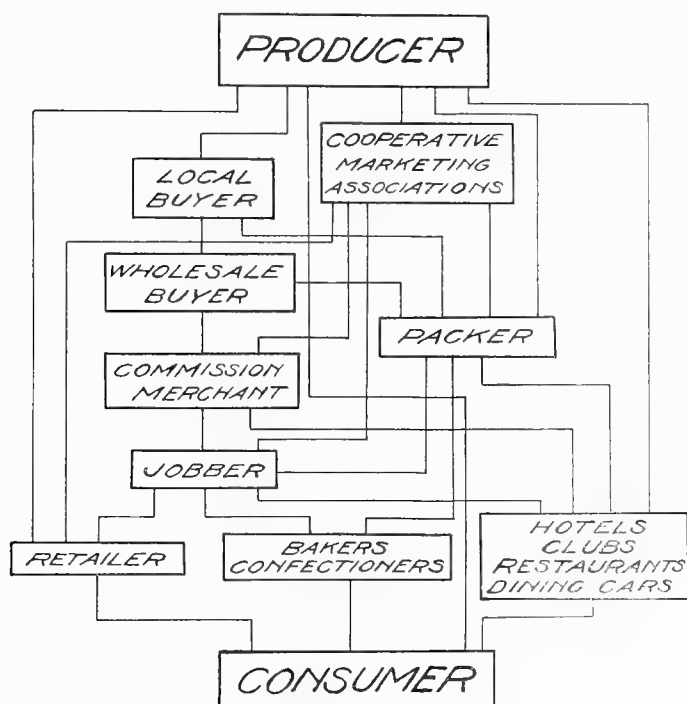 PRODUCER
COOPERATIVE
MARKETING
ASSOCIATIONS
LOCAL
BUYER
WHOLESALE
BUYER
PACKER
COMMISSION
MERCHANT
JOBBER
RETAILER
BAKERS
CONFECTIONERS
HOTELS
CLUBS
RESTAURANTS
DINING CARS
CONSUMER